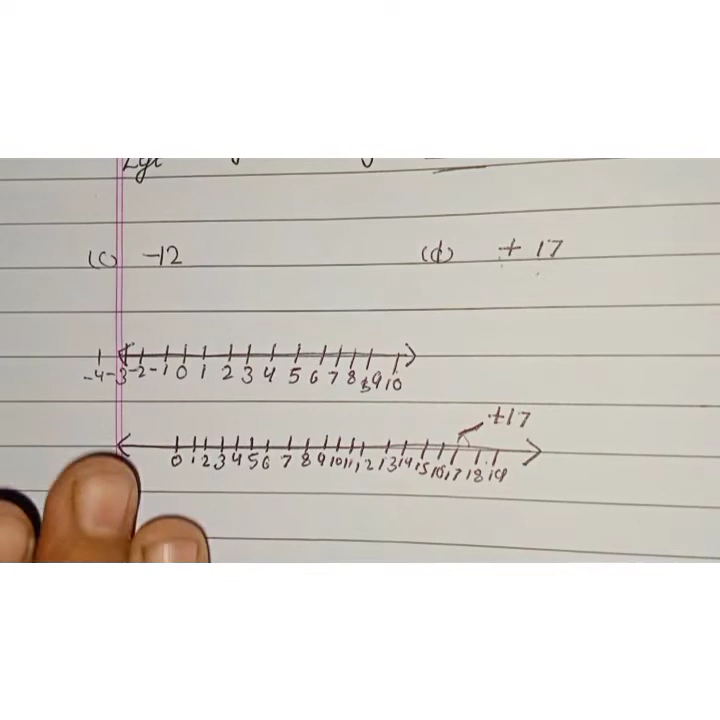 (c) -12 (d) + 17
-4 -3 -2 -1 0 1 2 3 4 5 6 7 8 9 10
+17
0 1 2 3 4 5 6 7 8 9 10 11 12 13 14 15 16 17 18 19